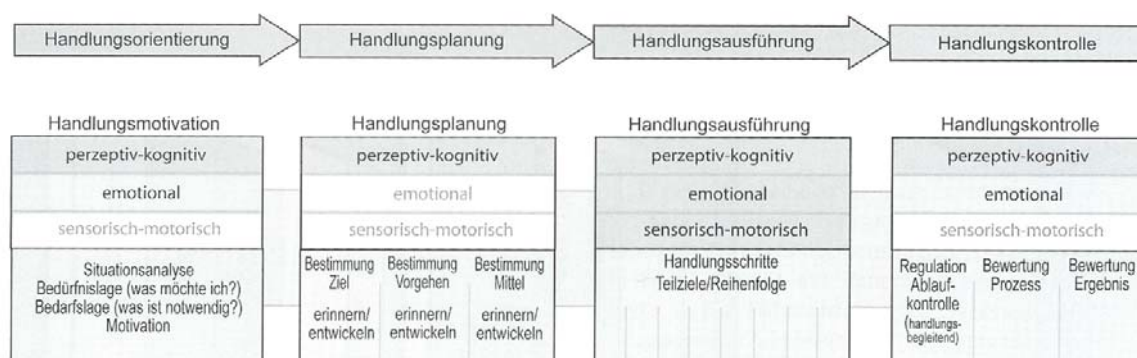 Handlungsorientierung
Handlungsplanung
Handlungsausführung
Handlungskontrolle
Handlungsmotivation
perzeptiv-kognitiv
emotional
sensorisch-motorisch
Situationsanalyse
Bedürfnislage (was möchte ich?)
Bedarfslage (was ist notwendig?)
Motivation
Handlungsplanung
perzeptiv-kognitiv
emotional
sensorisch-motorisch
Bestimmung
Ziel
erinnern/
entwickeln
Bestimmung
Vorgehen
erinnern/
entwickeln
Bestimmung
Mittel
erinnern/
entwickeln
Handlungsausführung
perzeptiv-kognitiv
emotional
sensorisch-motorisch
Handlungsschritte
Teilziele/Reihenfolge
Handlungskontrolle
perzeptiv-kognitiv
emotional
sensorisch-motorisch
Regulation
Ablauf-
kontrolle
(handlungs-
begleitend)
Bewertung
Prozess
Bewertung
Ergebnis